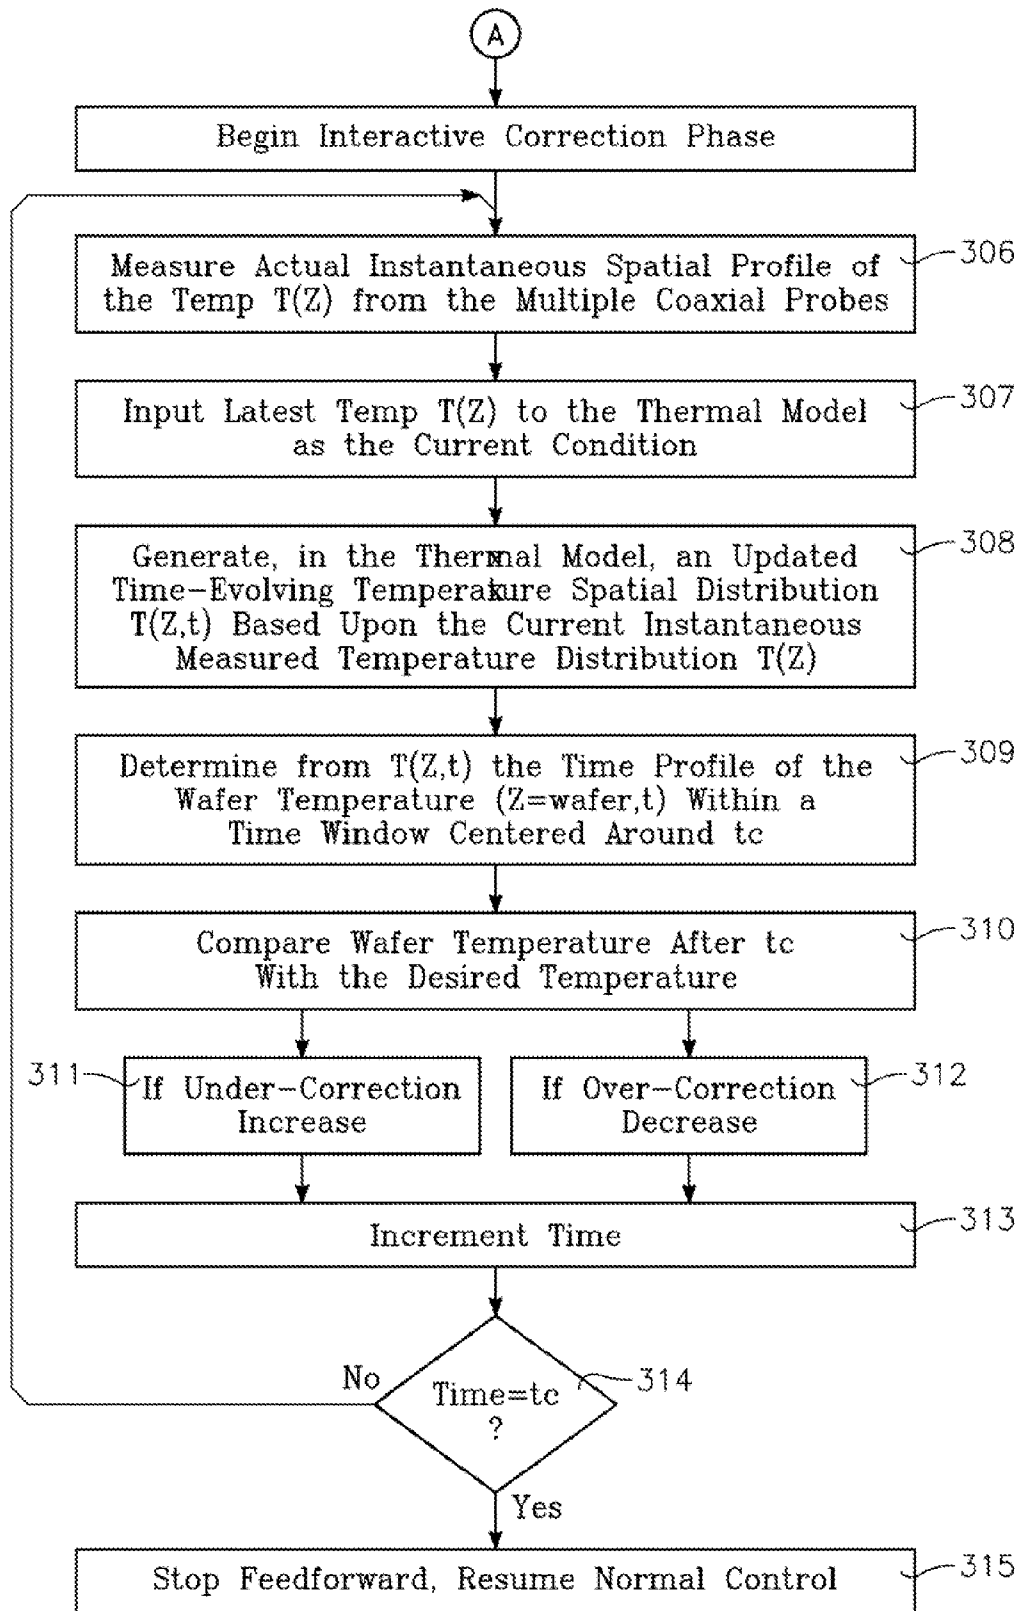 A
Begin Interactive Correction Phase
Measure Actual Instantaneous Spatial Profile of
the Temp T(Z) from the Multiple Coaxial Probes
306
Input Latest Temp T(Z) to the Thermal Model
as the Current Condition
307
Generate, in the Thermal Model, an Updated
Time-Evolving Temperature Spatial Distribution
T(Z,t) Based Upon the Current Instantaneous
Measured Temperature Distribution T(Z)
308
Determine from T(Z,t) the Time Profile of the
Wafer Temperature (Z=wafer,t) Within a
Time Window Centered Around tc
309
Compare Wafer Temperature After tc
With the Desired Temperature
310
311
If Under-Correction
Increase
If Over-Correction
Decrease
312
Increment Time
313
No
Time=tc
?
314
Yes
Stop Feedforward, Resume Normal Control
315